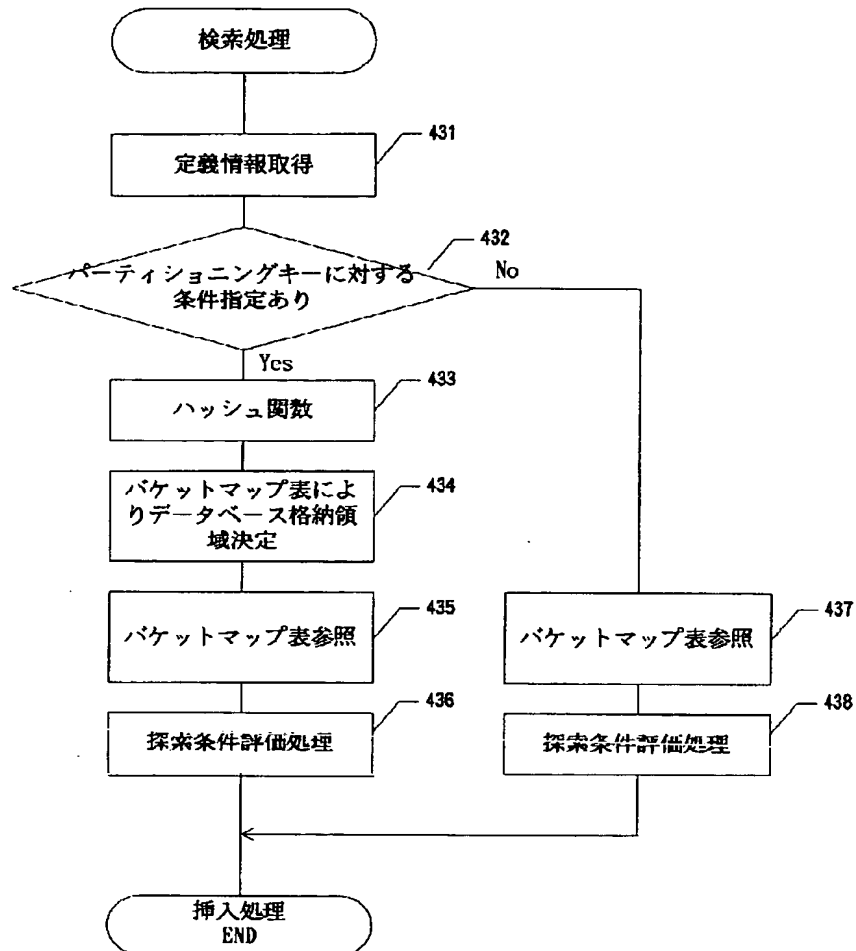 検索処理
431
定義情報取得
432
パーティショニングキーに対する
条件指定あり
No
Yes
433
ハッシュ関数
434
バケットマップ表によ
りデータベース格納領
域決定
435
バケットマップ表参照
437
バケットマップ表参照
436
探索条件評価処理
438
探索条件評価処理
挿入処理
END